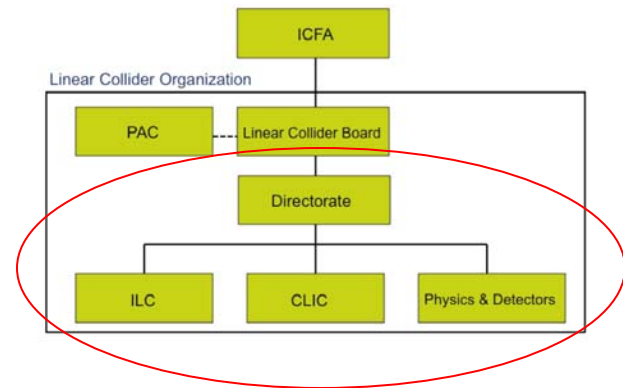 ICFA
Linear Collider Organization
PAC
Linear Collider Board
Directorate
ILC
CLIC
Physics & Detectors